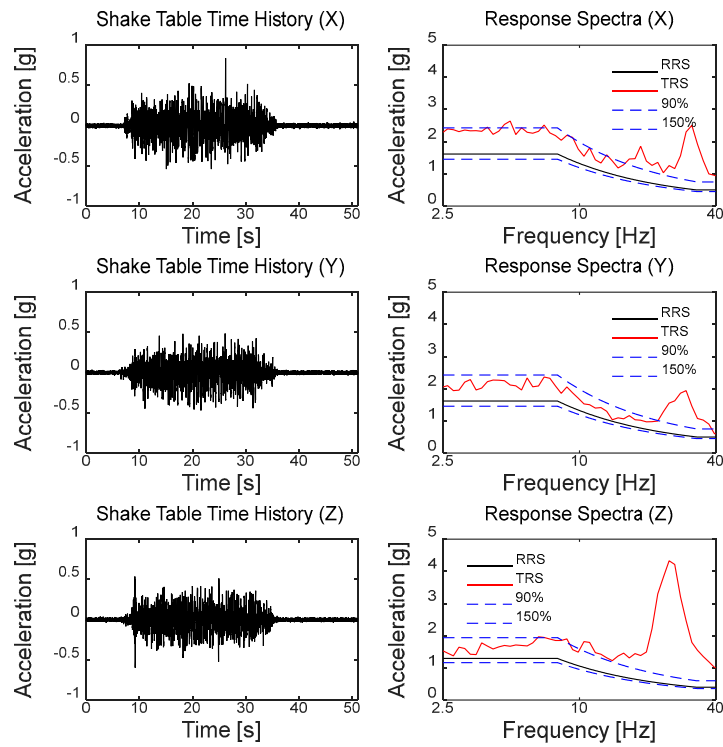 Shake Table Time History (X)
Acceleration [g]
1
0.5
0
-0.5
-1
0 10 20 30 40 50
Time [s]
Response Spectra (X)
Acceleration [g]
5
4
3
2
1
0
RRS
TRS
90%
150%
2.5 10 40
Frequency [Hz]
Shake Table Time History (Y)
Acceleration [g]
1
0.5
0
-0.5
-1
0 10 20 30 40 50
Time [s]
Response Spectra (Y)
Acceleration [g]
5
4
3
2
1
0
RRS
TRS
90%
150%
2.5 10 40
Frequency [Hz]
Shake Table Time History (Z)
Acceleration [g]
1
0.5
0
-0.5
-1
0 10 20 30 40 50
Time [s]
Response Spectra (Z)
Acceleration [g]
5
4
3
2
1
0
RRS
TRS
90%
150%
2.5 10 40
Frequency [Hz]